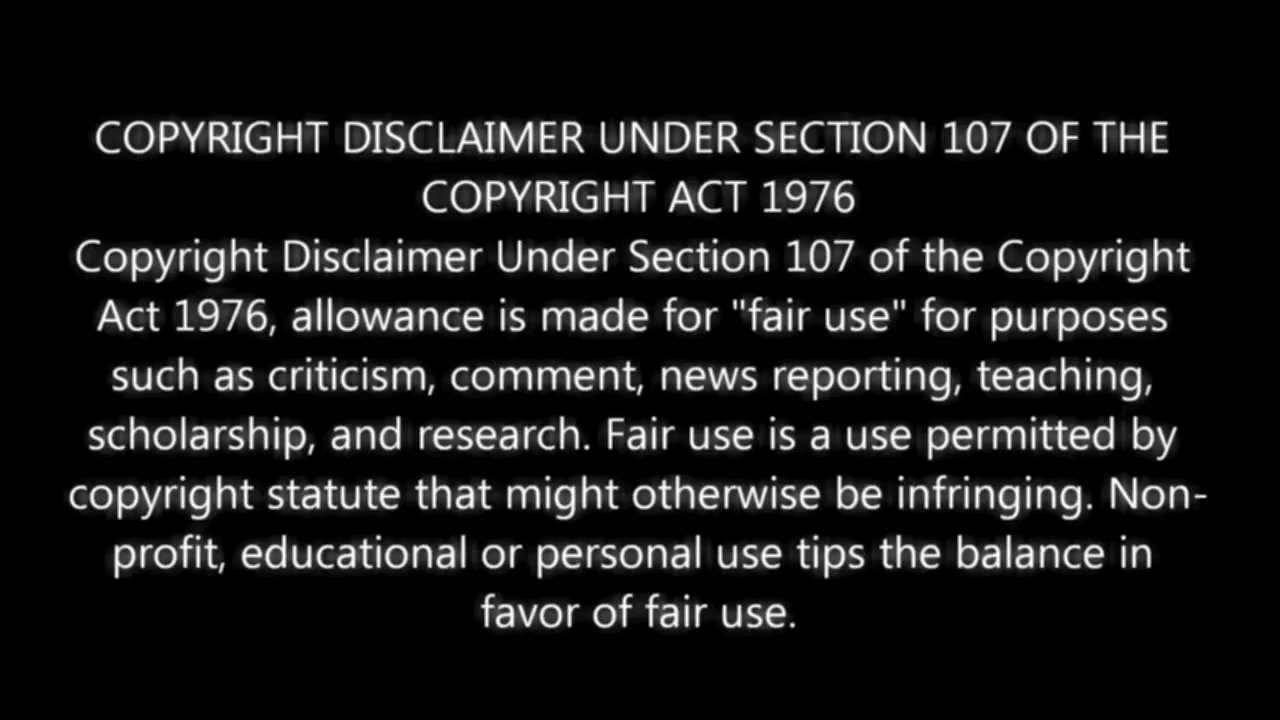 COPYRIGHT DISCLAIMER UNDER SECTION 107 OF THE
COPYRIGHT ACT 1976
Copyright Disclaimer Under Section 107 of the Copyright
Act 1976, allowance is made for "fair use" for purposes
such as criticism, comment, news reporting, teaching,
scholarship, and research. Fair use is a use permitted by
copyright statute that might otherwise be infringing. Non-
profit, educational or personal use tips the balance in
favor of fair use.